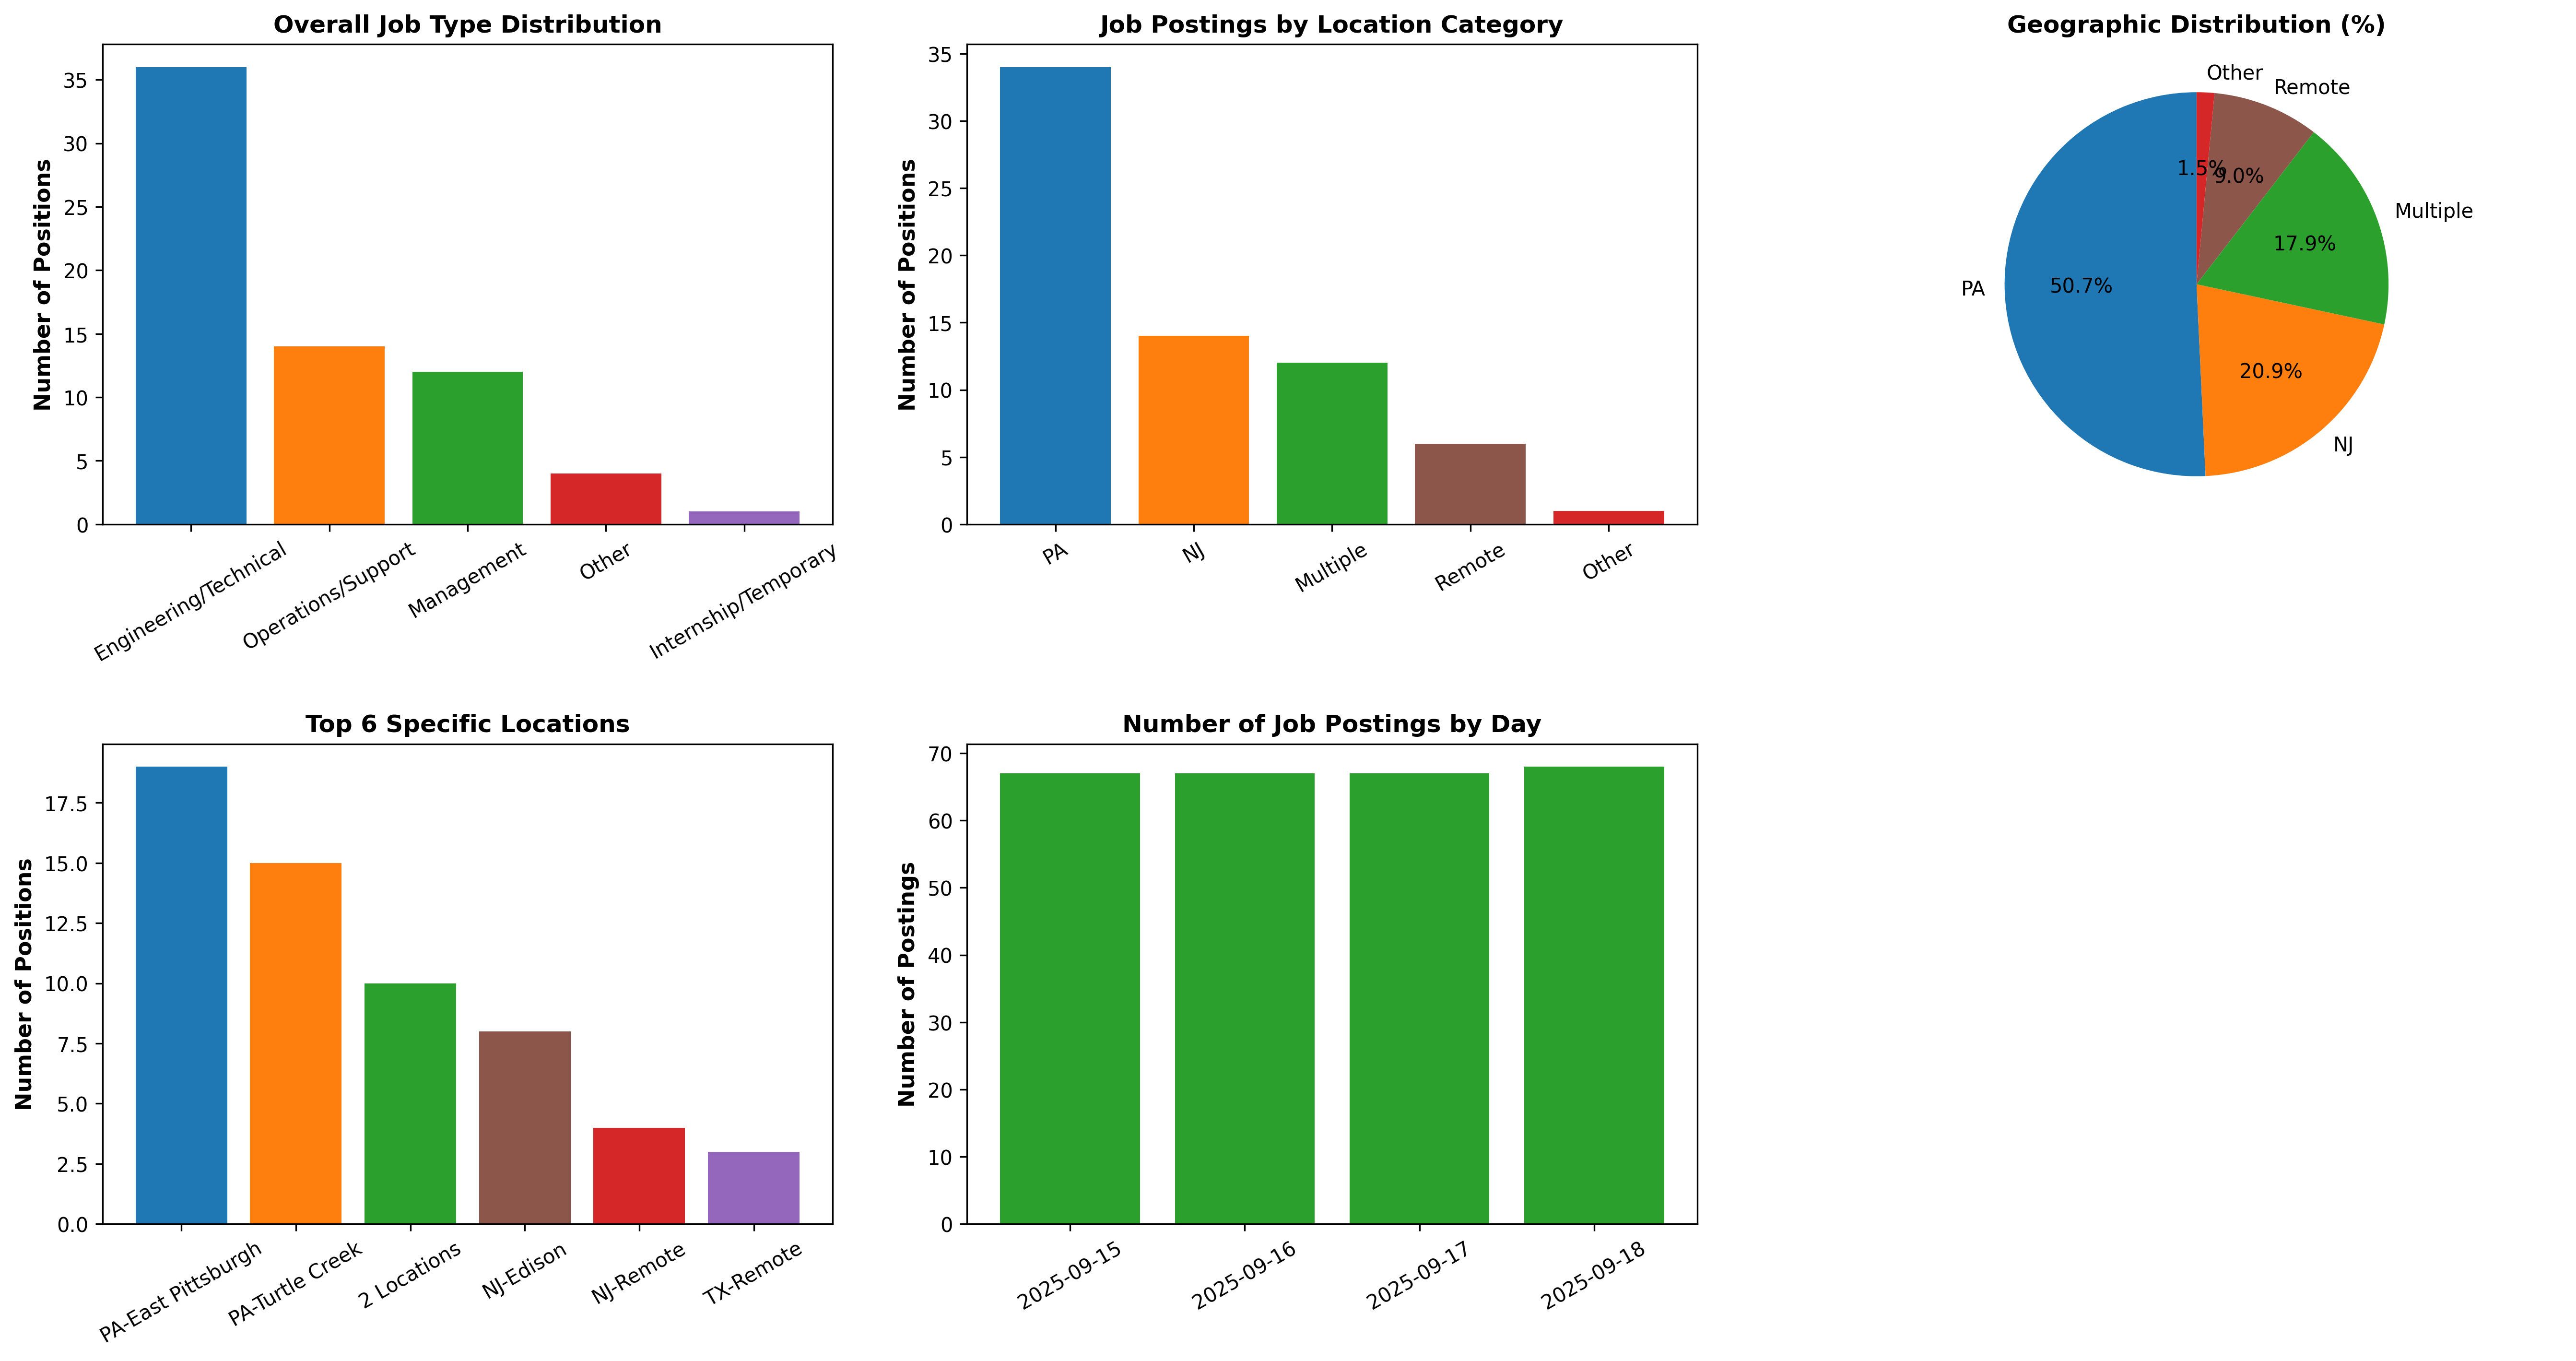 Overall Job Type Distribution
Number of Positions
35
30
25
20
15
10
5
0
Engineering/Technical
Operations/Support
Management
Other
Internship/Temporary
Job Postings by Location Category
Number of Positions
35
30
25
20
15
10
5
0
PA
NJ
Multiple
Remote
Other
Geographic Distribution (%)
Other
Remote
Multiple
NJ
PA
1.5%
9.0%
17.9%
50.7%
20.9%
Top 6 Specific Locations
Number of Positions
17.5
15.0
12.5
10.0
7.5
5.0
2.5
0.0
PA-East Pittsburgh
PA-Turtle Creek
2 Locations
NJ-Edison
NJ-Remote
TX-Remote
Number of Job Postings by Day
Number of Postings
70
60
50
40
30
20
10
0
2025-09-15
2025-09-16
2025-09-17
2025-09-18